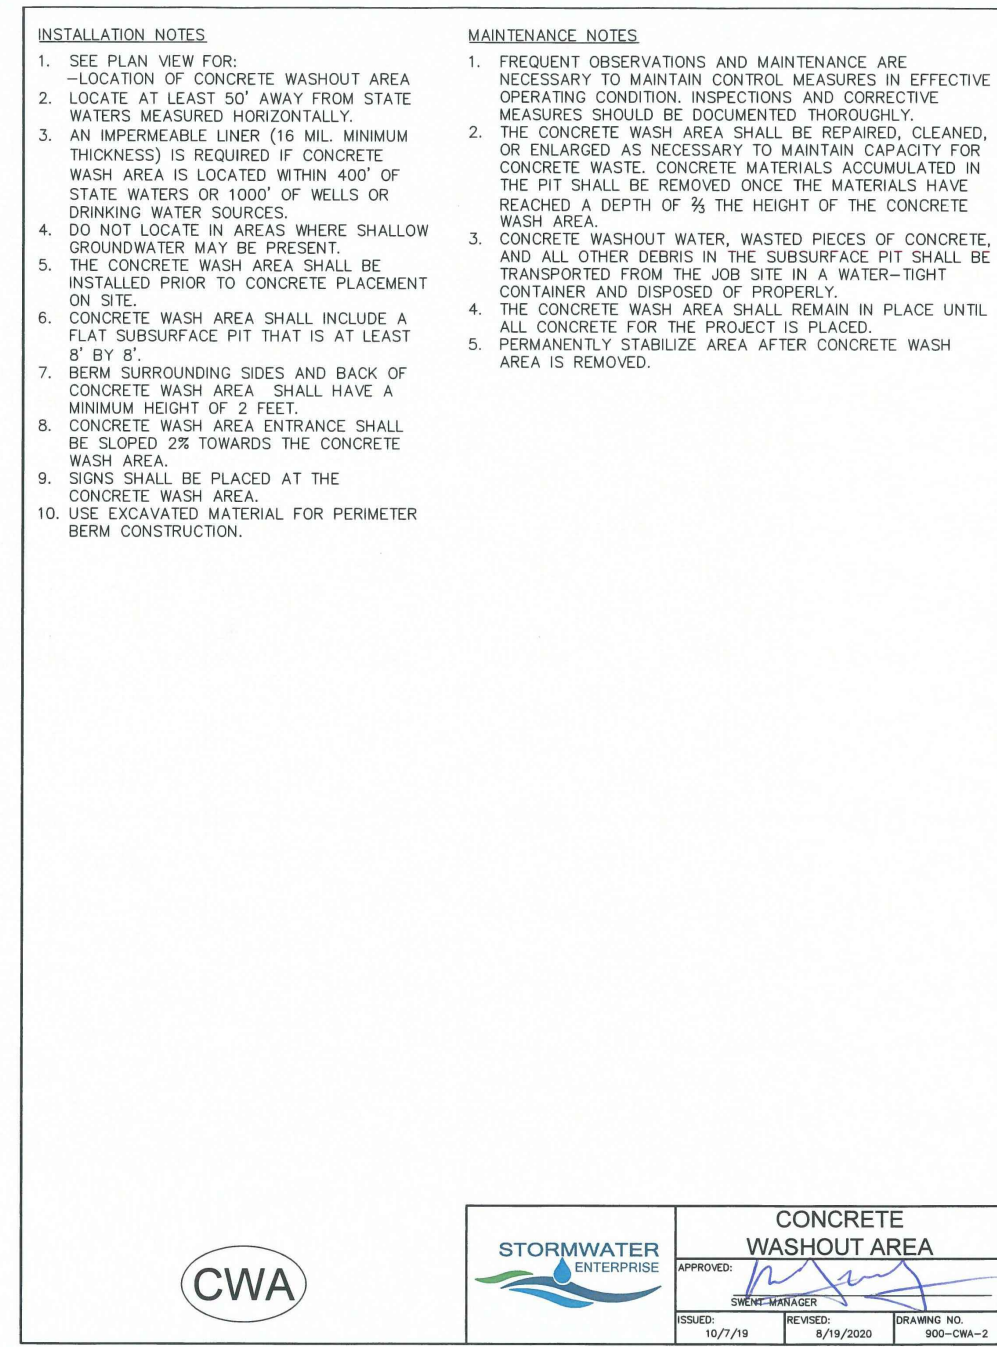 INSTALLATION NOTES
1. SEE PLAN VIEW FOR:
–LOCATION OF CONCRETE WASHOUT AREA
2. LOCATE AT LEAST 50' AWAY FROM STATE
WATERS MEASURED HORIZONTALLY.
3. AN IMPERMEABLE LINER (16 MIL. MINIMUM
THICKNESS) IS REQUIRED IF CONCRETE
WASH AREA IS LOCATED WITHIN 400' OF
STATE WATERS OR 1000' OF WELLS OR
DRINKING WATER SOURCES.
4. DO NOT LOCATE IN AREAS WHERE SHALLOW
GROUNDWATER MAY BE PRESENT.
5. THE CONCRETE WASH AREA SHALL BE
INSTALLED PRIOR TO CONCRETE PLACEMENT
ON SITE.
6. CONCRETE WASH AREA SHALL INCLUDE A
FLAT SUBSURFACE PIT THAT IS AT LEAST
8' BY 8'.
7. BERM SURROUNDING SIDES AND BACK OF
CONCRETE WASH AREA SHALL HAVE A
MINIMUM HEIGHT OF 2 FEET.
8. CONCRETE WASH AREA ENTRANCE SHALL
BE SLOPED 2% TOWARDS THE CONCRETE
WASH AREA.
9. SIGNS SHALL BE PLACED AT THE
CONCRETE WASH AREA.
10. USE EXCAVATED MATERIAL FOR PERIMETER
BERM CONSTRUCTION.
MAINTENANCE NOTES
1. FREQUENT OBSERVATIONS AND MAINTENANCE ARE
NECESSARY TO MAINTAIN CONTROL MEASURES IN EFFECTIVE
OPERATING CONDITION. INSPECTIONS AND CORRECTIVE
MEASURES SHOULD BE DOCUMENTED THOROUGHLY.
2. THE CONCRETE WASH AREA SHALL BE REPAIRED, CLEANED,
OR ENLARGED AS NECESSARY TO MAINTAIN CAPACITY FOR
CONCRETE WASTE. CONCRETE MATERIALS ACCUMULATED IN
THE PIT SHALL BE REMOVED ONCE THE MATERIALS HAVE
REACHED A DEPTH OF ⅔ THE HEIGHT OF THE CONCRETE
WASH AREA.
3. CONCRETE WASHOUT WATER, WASTED PIECES OF CONCRETE,
AND ALL OTHER DEBRIS IN THE SUBSURFACE PIT SHALL BE
TRANSPORTED FROM THE JOB SITE IN A WATER–TIGHT
CONTAINER AND DISPOSED OF PROPERLY.
4. THE CONCRETE WASH AREA SHALL REMAIN IN PLACE UNTIL
ALL CONCRETE FOR THE PROJECT IS PLACED.
5. PERMANENTLY STABILIZE AREA AFTER CONCRETE WASH
AREA IS REMOVED.
CWA
STORMWATER
ENTERPRISE
CONCRETE
WASHOUT AREA
APPROVED:
SWENT MANAGER
ISSUED:
10/7/19
REVISED:
8/19/2020
DRAWING NO.
900–CWA–2